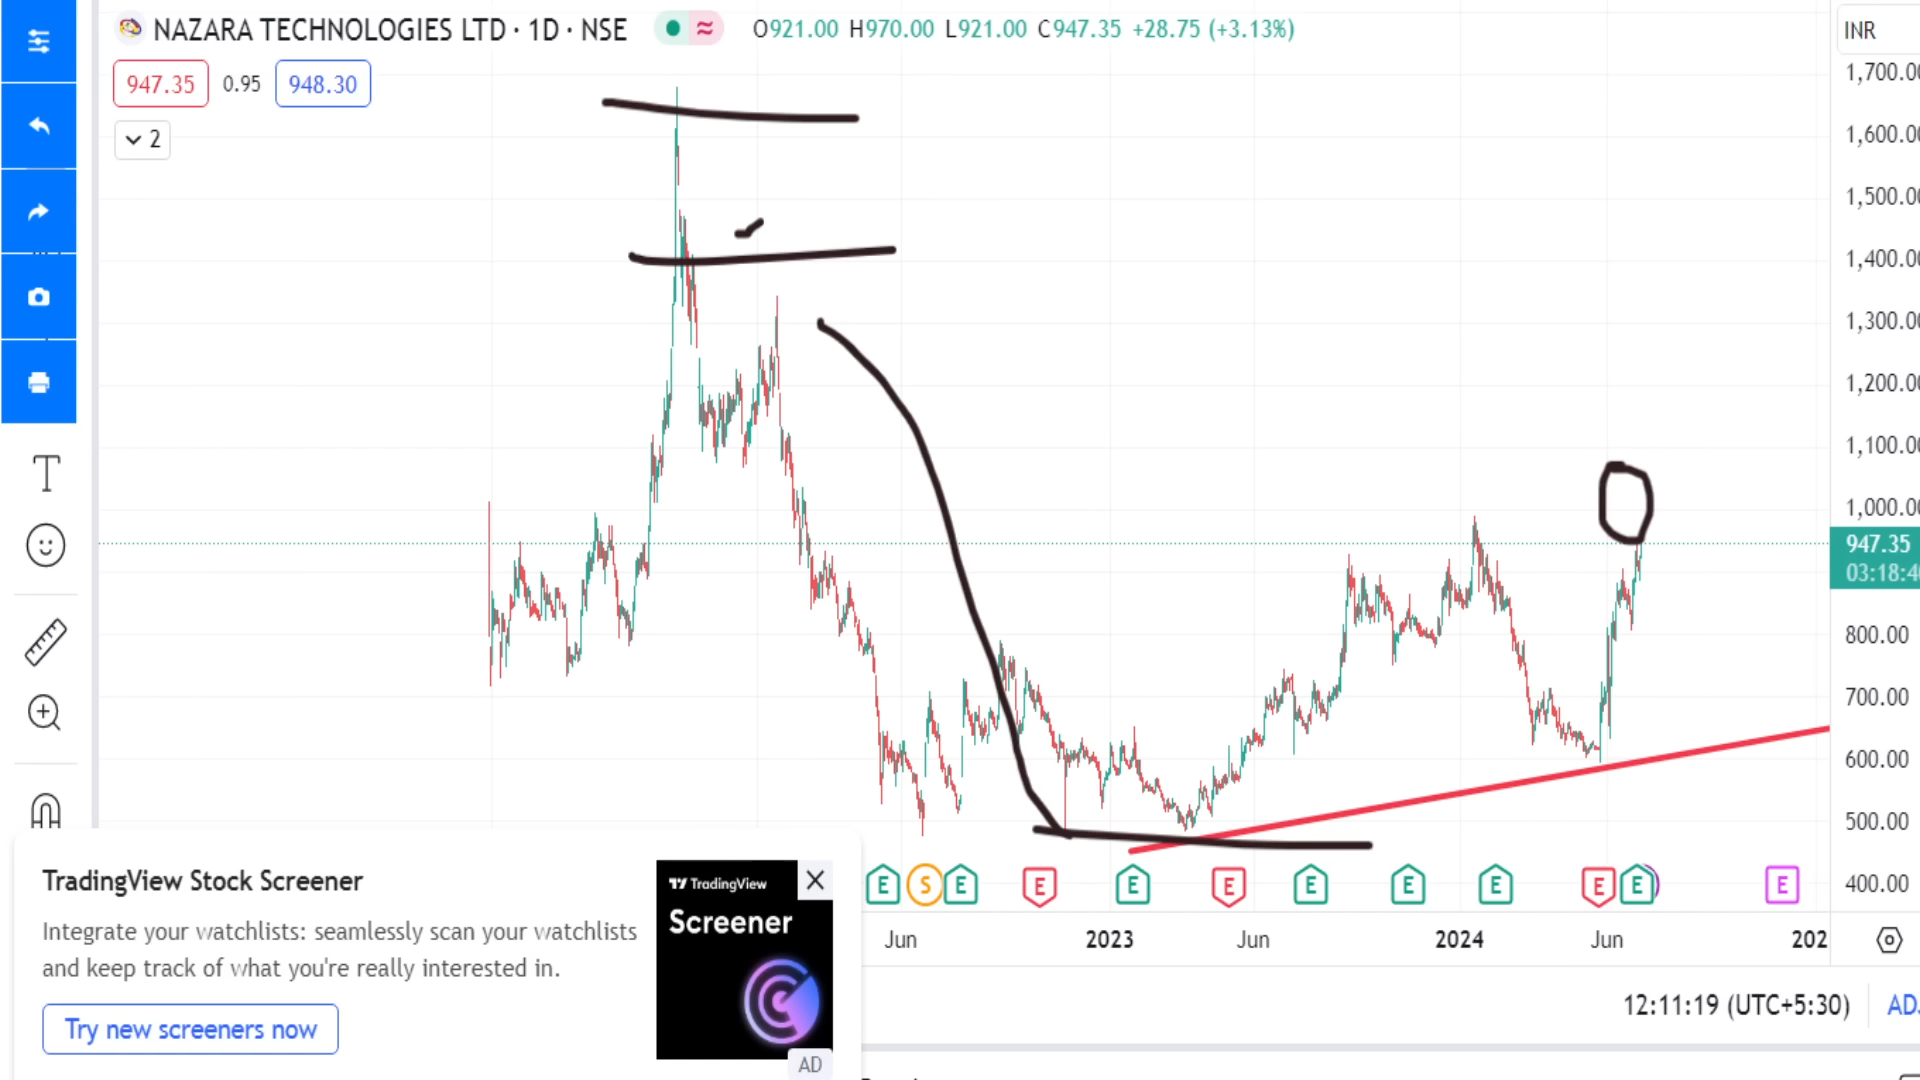 NAZARA TECHNOLOGIES LTD · 1D · NSE
O921.00 H970.00 L921.00 C947.35 +28.75 (+3.13%)
INR
947.35 0.95 948.30
2
1,700.00
1,600.00
1,500.00
1,400.00
1,300.00
1,200.00
1,100.00
1,000.00
947.35
03:18:4
800.00
700.00
600.00
500.00
400.00
E S E E E E E E E E E E
Jun 2023 Jun 2024 Jun 202
TradingView Stock Screener
Integrate your watchlists: seamlessly scan your watchlists
and keep track of what you're really interested in.
Try new screeners now
TradingView
Screener
AD
12:11:19 (UTC+5:30)
AD